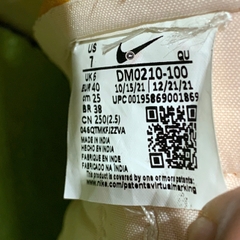 US
7
QU
UK 6
EUR 40
cm 25
BR 38
CN 250(2.5)
DM0210-100
10/15/21 12/21/21
UPC 00195869001869
MADE IN INDIA
HECHO EN INDIA
FABRIQUE EN INDE
FABRICADO NA ÍNDIA
www.nike.com/patents